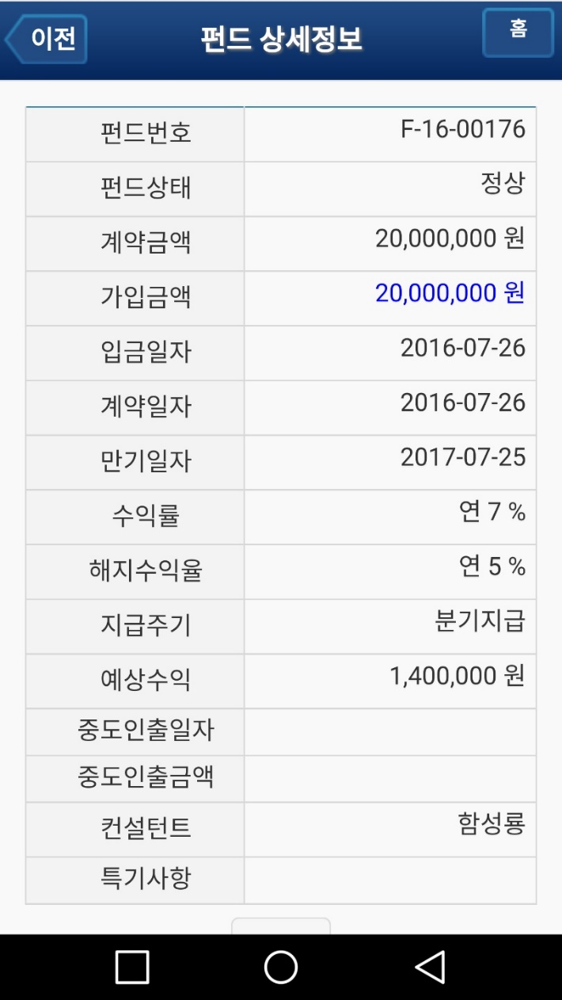 이전
펀드 상세정보
홈
펀드번호 F-16-00176
펀드상태 정상
계약금액 20,000,000 원
가입금액 20,000,000 원
입금일자 2016-07-26
계약일자 2016-07-26
만기일자 2017-07-25
수익률 연 7 %
해지수익율 연 5 %
지급주기 분기지급
예상수익 1,400,000 원
중도인출일자
중도인출금액
컨설턴트 함성룡
특기사항